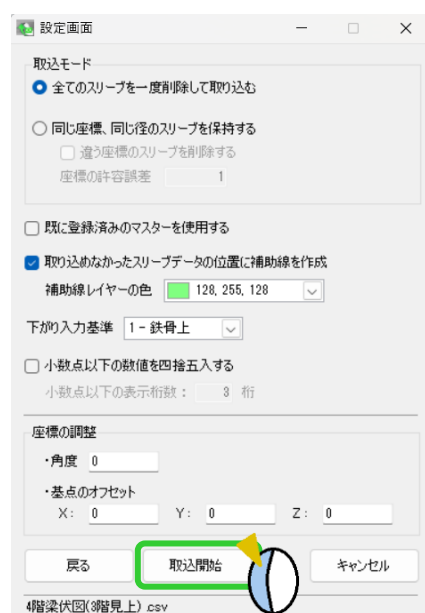 設定画面
取込モード
全てのスリーブを一度削除して取り込む
同じ座標、同じ径のスリーブを保持する
違う座標のスリーブを削除する
座標の許容誤差 1
既に登録済みのマスターを使用する
取り込めなかったスリーブデータの位置に補助線を作成
補助線レイヤーの色 128, 255, 128
下がり入力基準 1 - 鉄骨上
小数点以下の数値を四捨五入する
小数点以下の表示桁数: 3 桁
座標の調整
・角度 0
・基点のオフセット
X: 0 Y: 0 Z: 0
戻る 取込開始 キャンセル
4階梁伏図(3階見上).csv